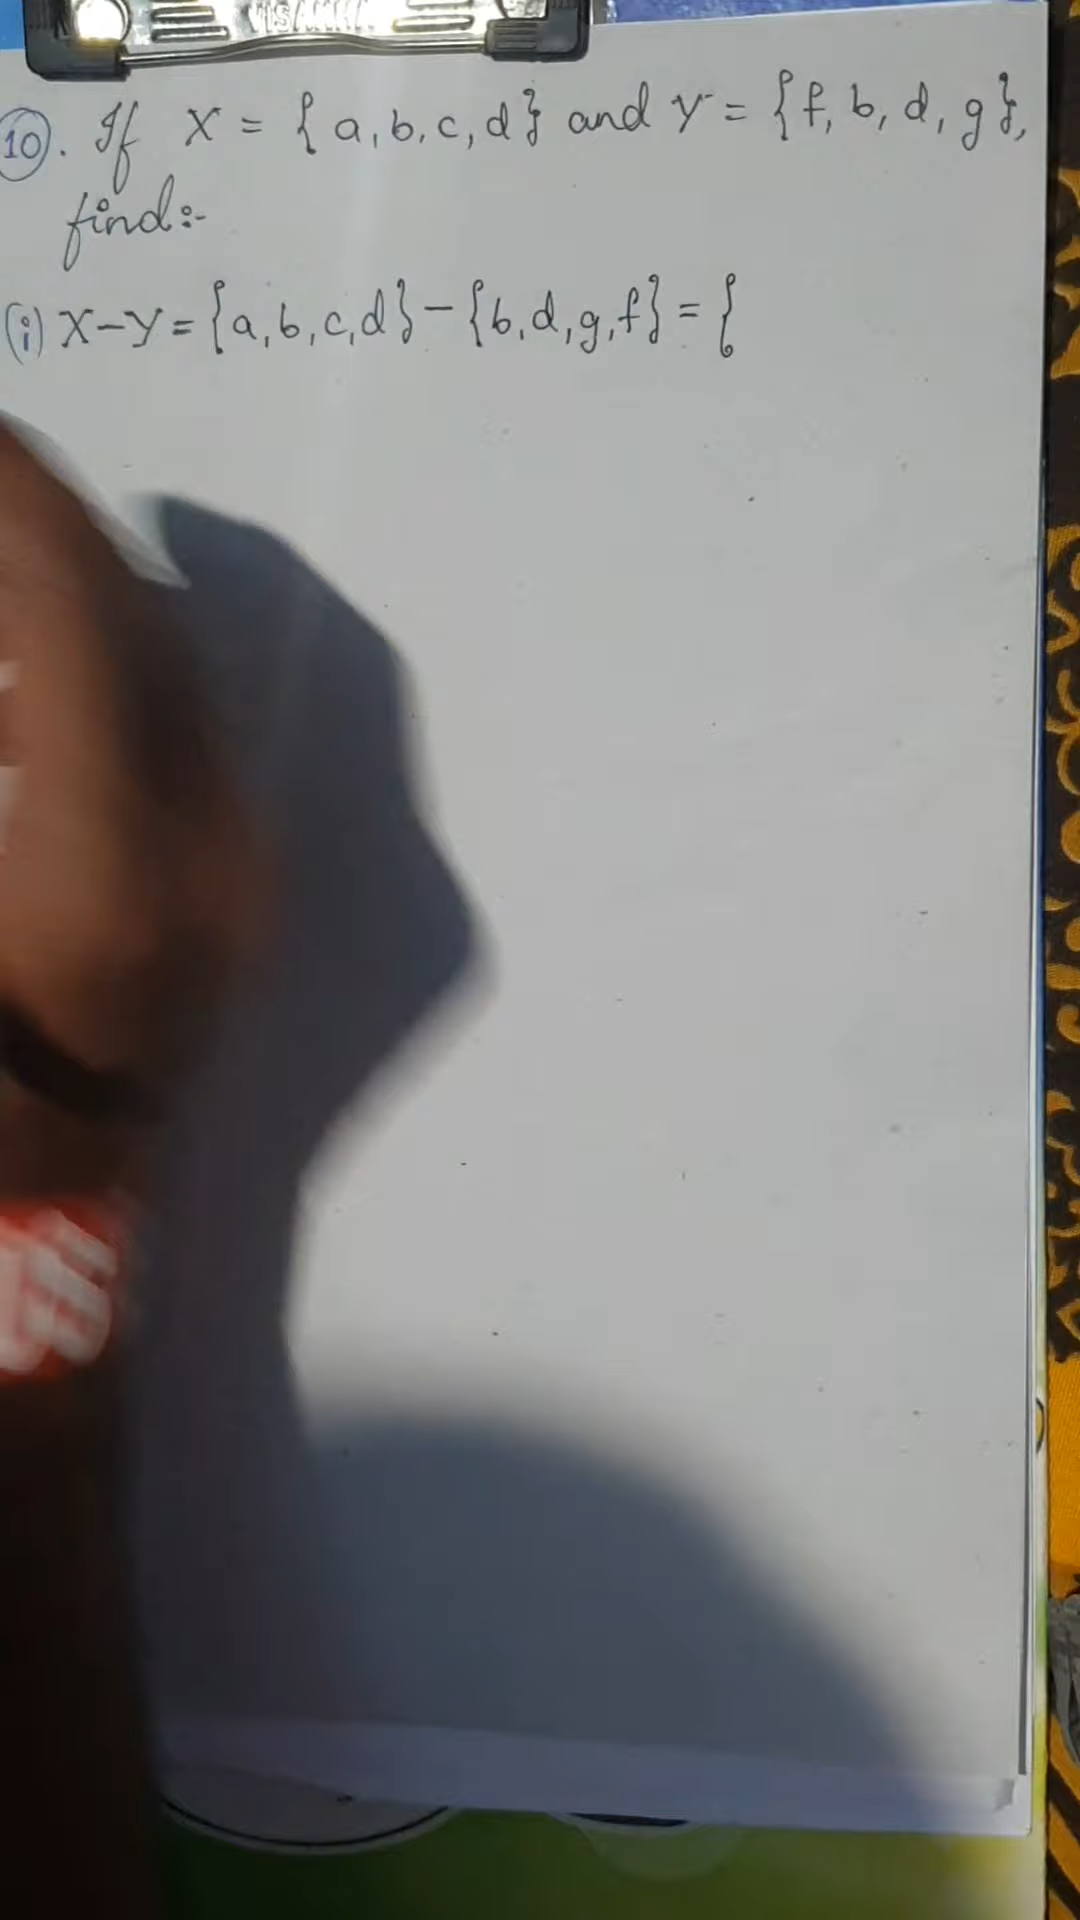 10. If X = {a, b, c, d} and Y = {f, b, d, g},
find:-
(i) X-Y = {a, b, c, d} - {b, d, g, f} = {